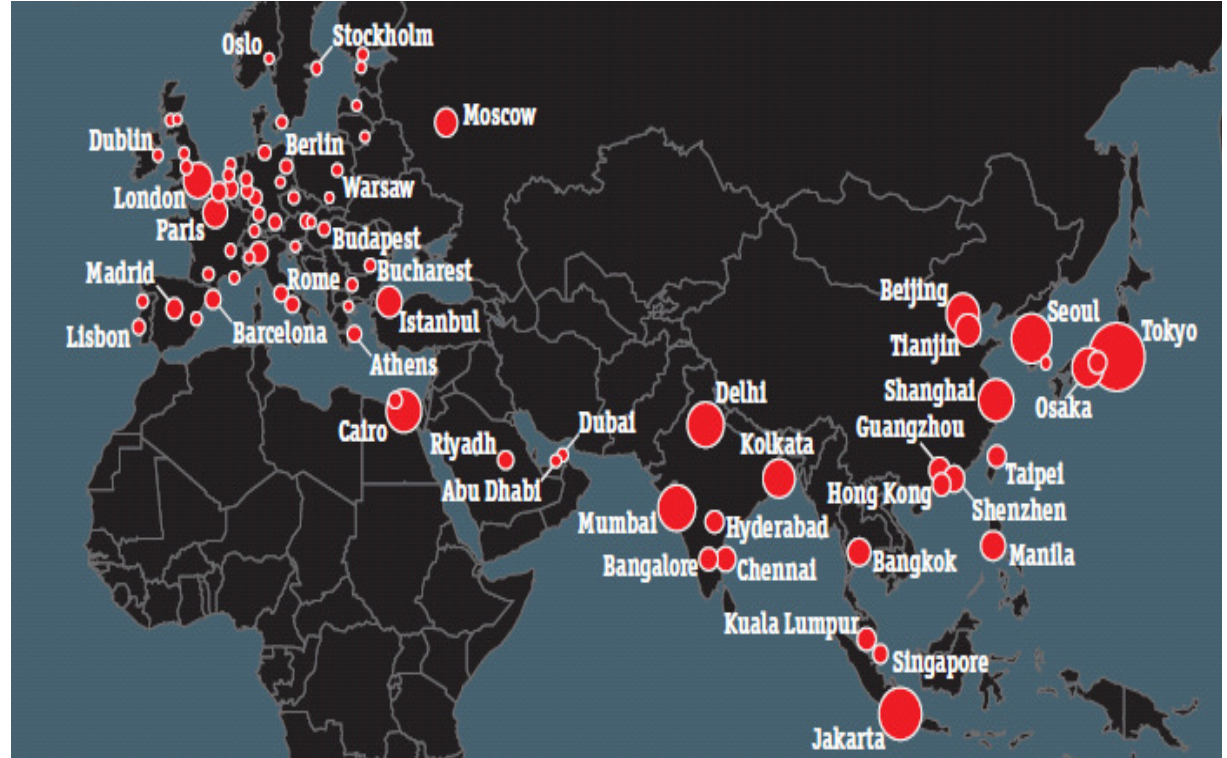 Oslo
Stockholm
Moscow
Dublin
Berlin
London
Warsaw
Paris
Budapest
Madrid
Rome
Bucharest
Lisbon
Barcelona
Istanbul
Athens
Beijing
Seoul
Tokyo
Tianjin
Shanghai
Osaka
Delhi
Cairo
Riyadh
Dubai
Kolkata
Guangzhou
Abu Dhabi
Hong Kong
Taipei
Mumbai
Hyderabad
Shenzhen
Bangalore
Chennai
Bangkok
Manila
Kuala Lumpur
Singapore
Jakarta